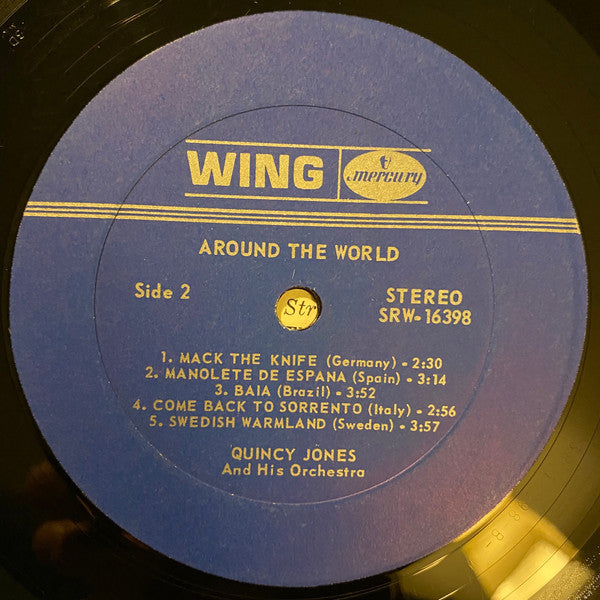 WING
mercury
AROUND THE WORLD
Side 2
Str
STEREO
SRW-16398
1. MACK THE KNIFE (Germany) - 2:30
2. MANOLETE DE ESPANA (Spain) - 3:14
3. BAIA (Brazil) - 3:52
4. COME BACK TO SORRENTO (Italy) - 2:56
5. SWEDISH WARMLAND (Sweden) - 3:57
QUINCY JONES
And His Orchestra